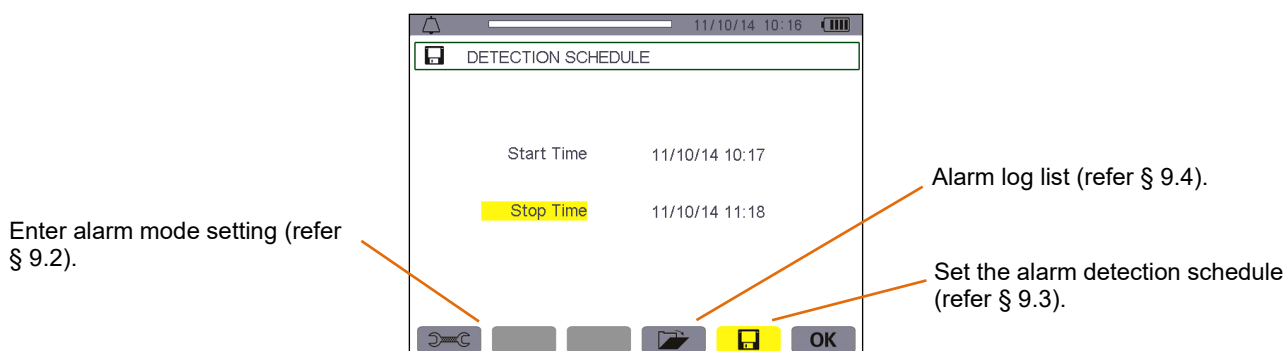 11/10/14 10:16
DETECTION SCHEDULE
Start Time 11/10/14 10:17
Stop Time 11/10/14 11:18
OK
Enter alarm mode setting (refer
§ 9.2).
Alarm log list (refer § 9.4).
Set the alarm detection schedule
(refer § 9.3).